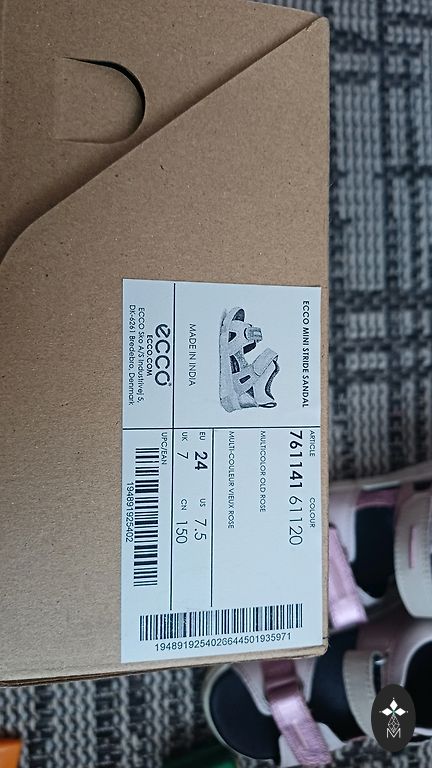 ECCO MINI STRIDE SANDAL
MADE IN INDIA
ecco
ECCO.COM
ECCO Sko A/S Industrivej 5,
DK-6261 Bredebro, Denmark
ARTICLE COLOUR
761141 61120
MULTICOLOR OLD ROSE
MULTI-COULEUR VIEUX ROSE
EU 24 US 7.5
UK 7 CN 150
UPC/EAN
194891925402
1948919254026644501935971
M